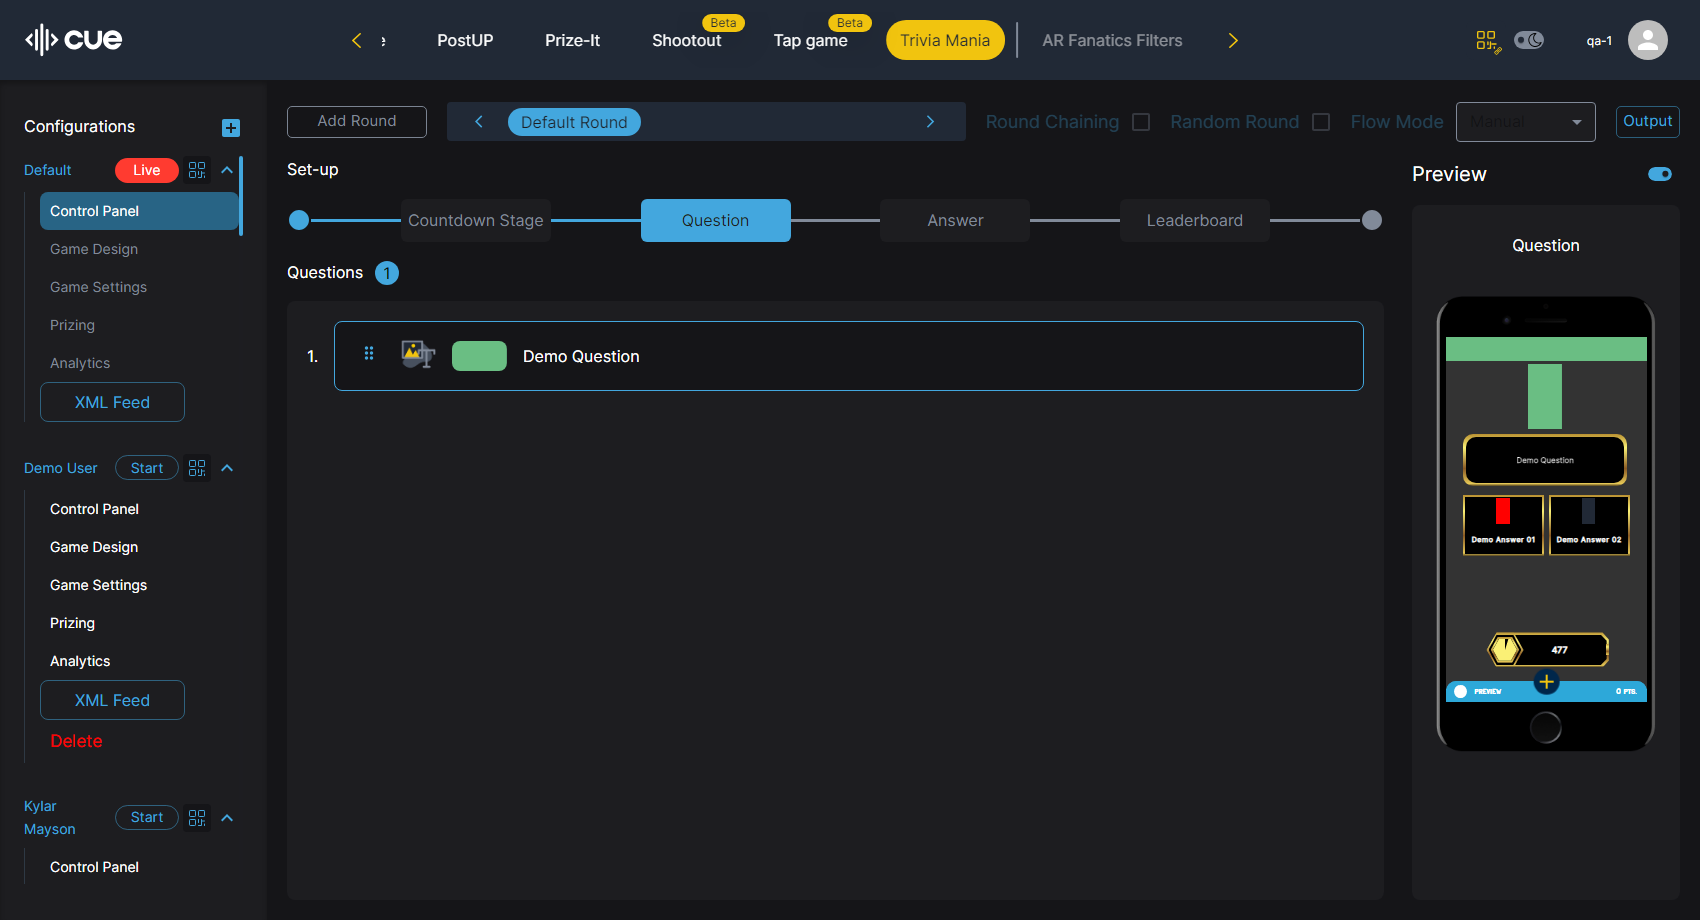 cue
PostUP
Prize-It
Shootout
Beta
Tap game
Beta
Trivia Mania
AR Fanatics Filters
qa-1
Configurations
Default
Live
Control Panel
Game Design
Game Settings
Prizing
Analytics
XML Feed
Demo User
Start
Control Panel
Game Design
Game Settings
Prizing
Analytics
XML Feed
Delete
Kylar
Mayson
Start
Control Panel
Add Round
Default Round
Round Chaining
Random Round
Flow Mode
Manual
Output
Set-up
Countdown Stage
Question
Answer
Leaderboard
Questions
1
1.
Demo Question
Preview
Question
Demo Question
Demo Answer 01
Demo Answer 02
477
PREVIEW
0 PTS.